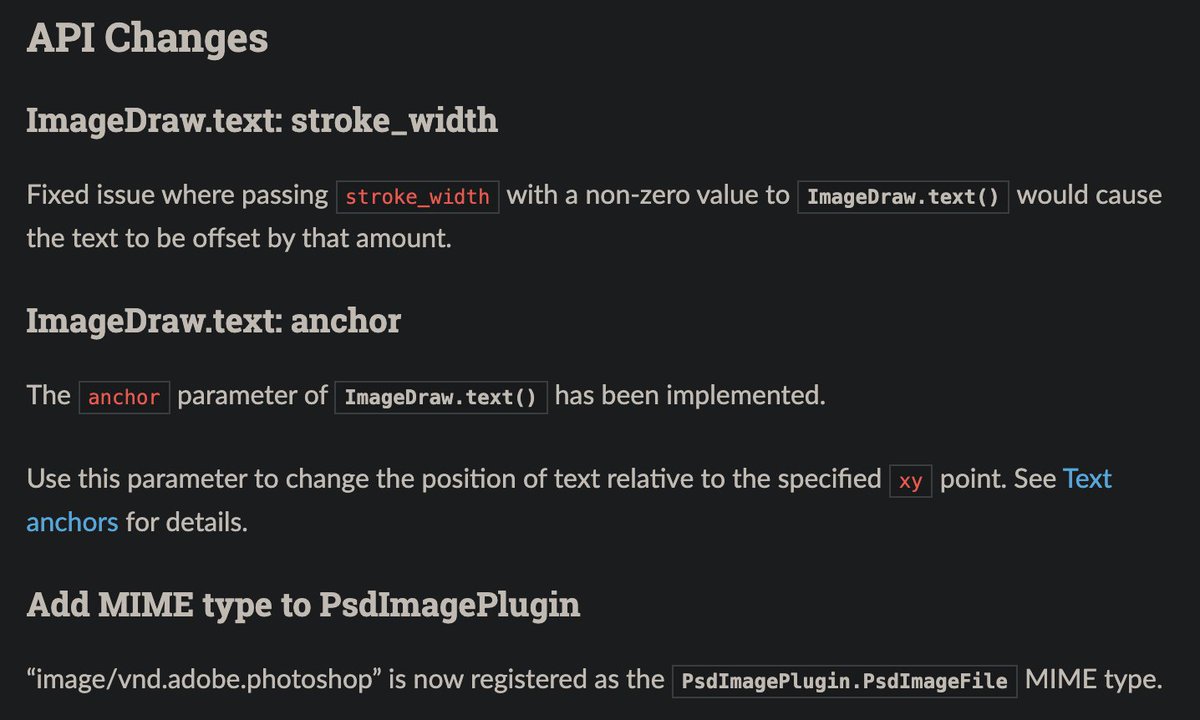 API Changes
ImageDraw.text: stroke_width
Fixed issue where passing stroke_width with a non-zero value to ImageDraw.text() would cause
the text to be offset by that amount.
ImageDraw.text: anchor
The anchor parameter of ImageDraw.text() has been implemented.
Use this parameter to change the position of text relative to the specified xy point. See Text
anchors for details.
Add MIME type to PsdImagePlugin
“image/vnd.adobe.photoshop” is now registered as the PsdImagePlugin.PsdImageFile MIME type.